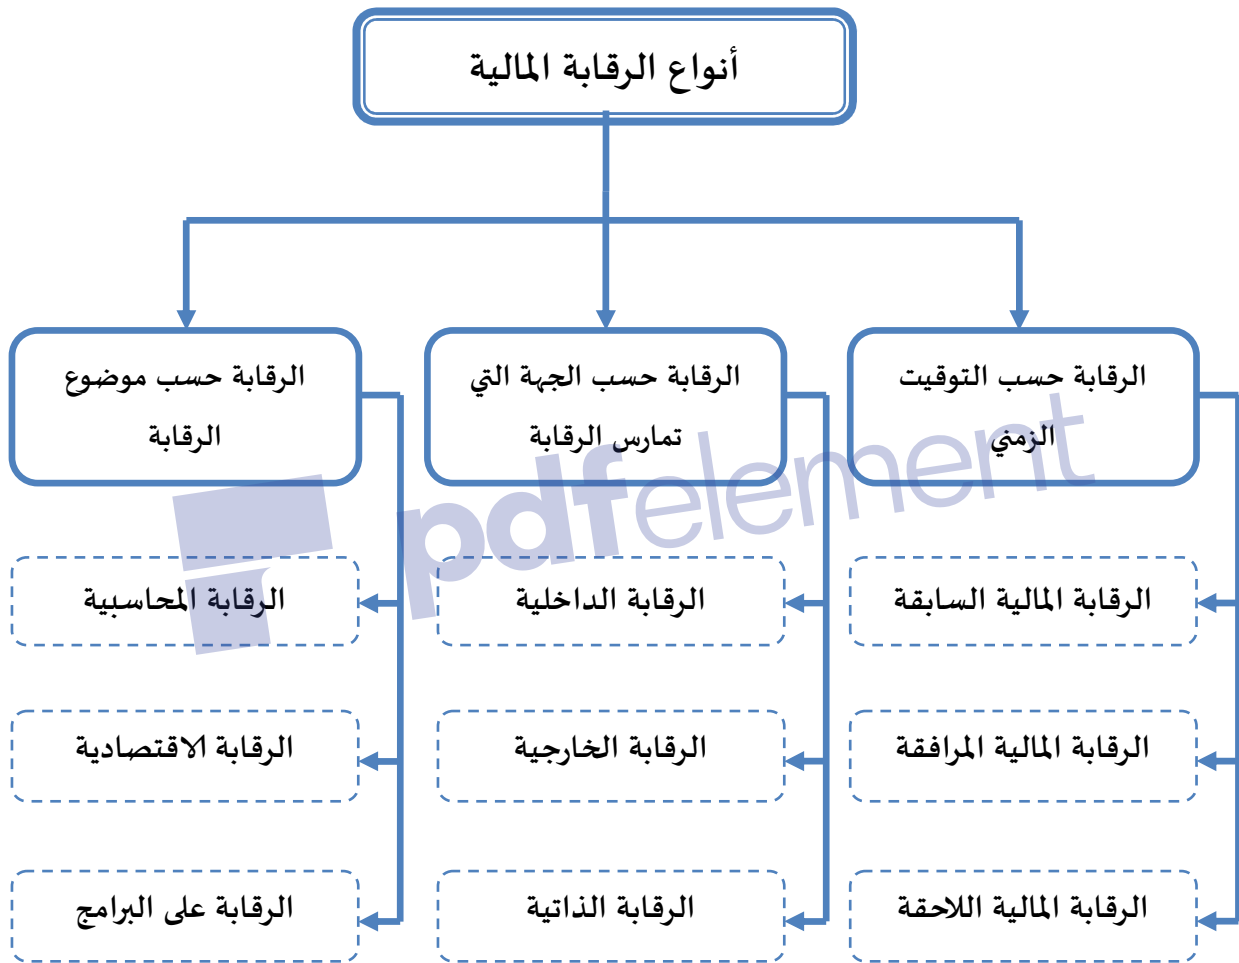 أنواع الرقابة المالية
الرقابة حسب التوقيت
الزمني
الرقابة حسب الجهة التي
تمارس الرقابة
الرقابة حسب موضوع
الرقابة
الرقابة المالية السابقة
الرقابة المالية المرافقة
الرقابة المالية اللاحقة
الرقابة الداخلية
الرقابة الخارجية
الرقابة الذاتية
الرقابة المحاسبية
الرقابة الاقتصادية
الرقابة على البرامج
pdfelement